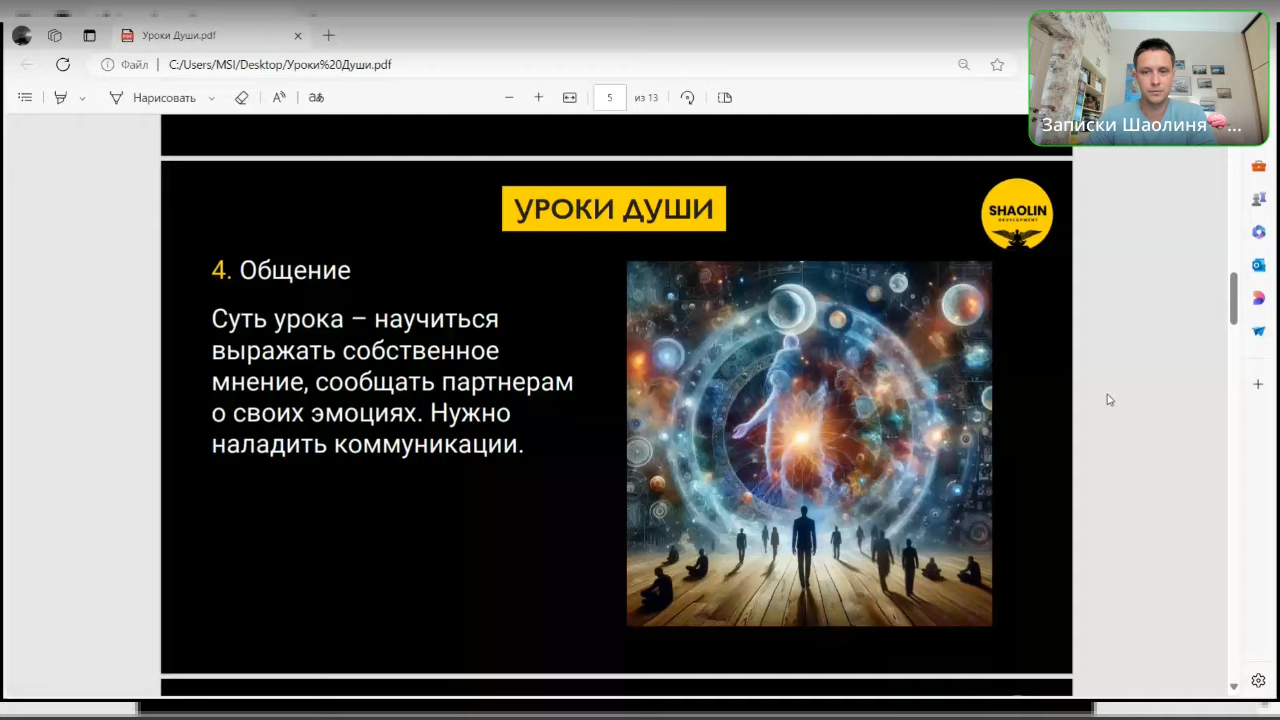 Уроки Души.pdf
Файл
C:/Users/MSI/Desktop/Уроки%20Души.pdf
Нарисовать
5
из 13
Записки Шаолиня🧠...
УРОКИ ДУШИ
SHAOLIN
DEVELOPMENT
4. Общение
Суть урока – научиться
выражать собственное
мнение, сообщать партнерам
о своих эмоциях. Нужно
наладить коммуникации.